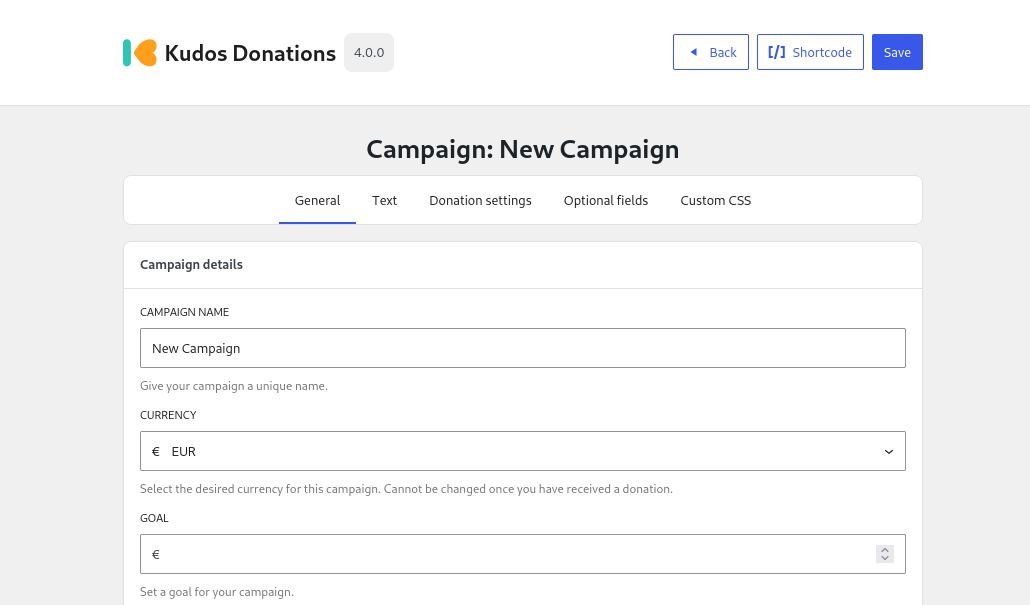 Kudos Donations 4.0.0 Back [/] Shortcode Save
Campaign: New Campaign
General Text Donation settings Optional fields Custom CSS
Campaign details
CAMPAIGN NAME
New Campaign
Give your campaign a unique name.
CURRENCY
€ EUR
Select the desired currency for this campaign. Cannot be changed once you have received a donation.
GOAL
€
Set a goal for your campaign.